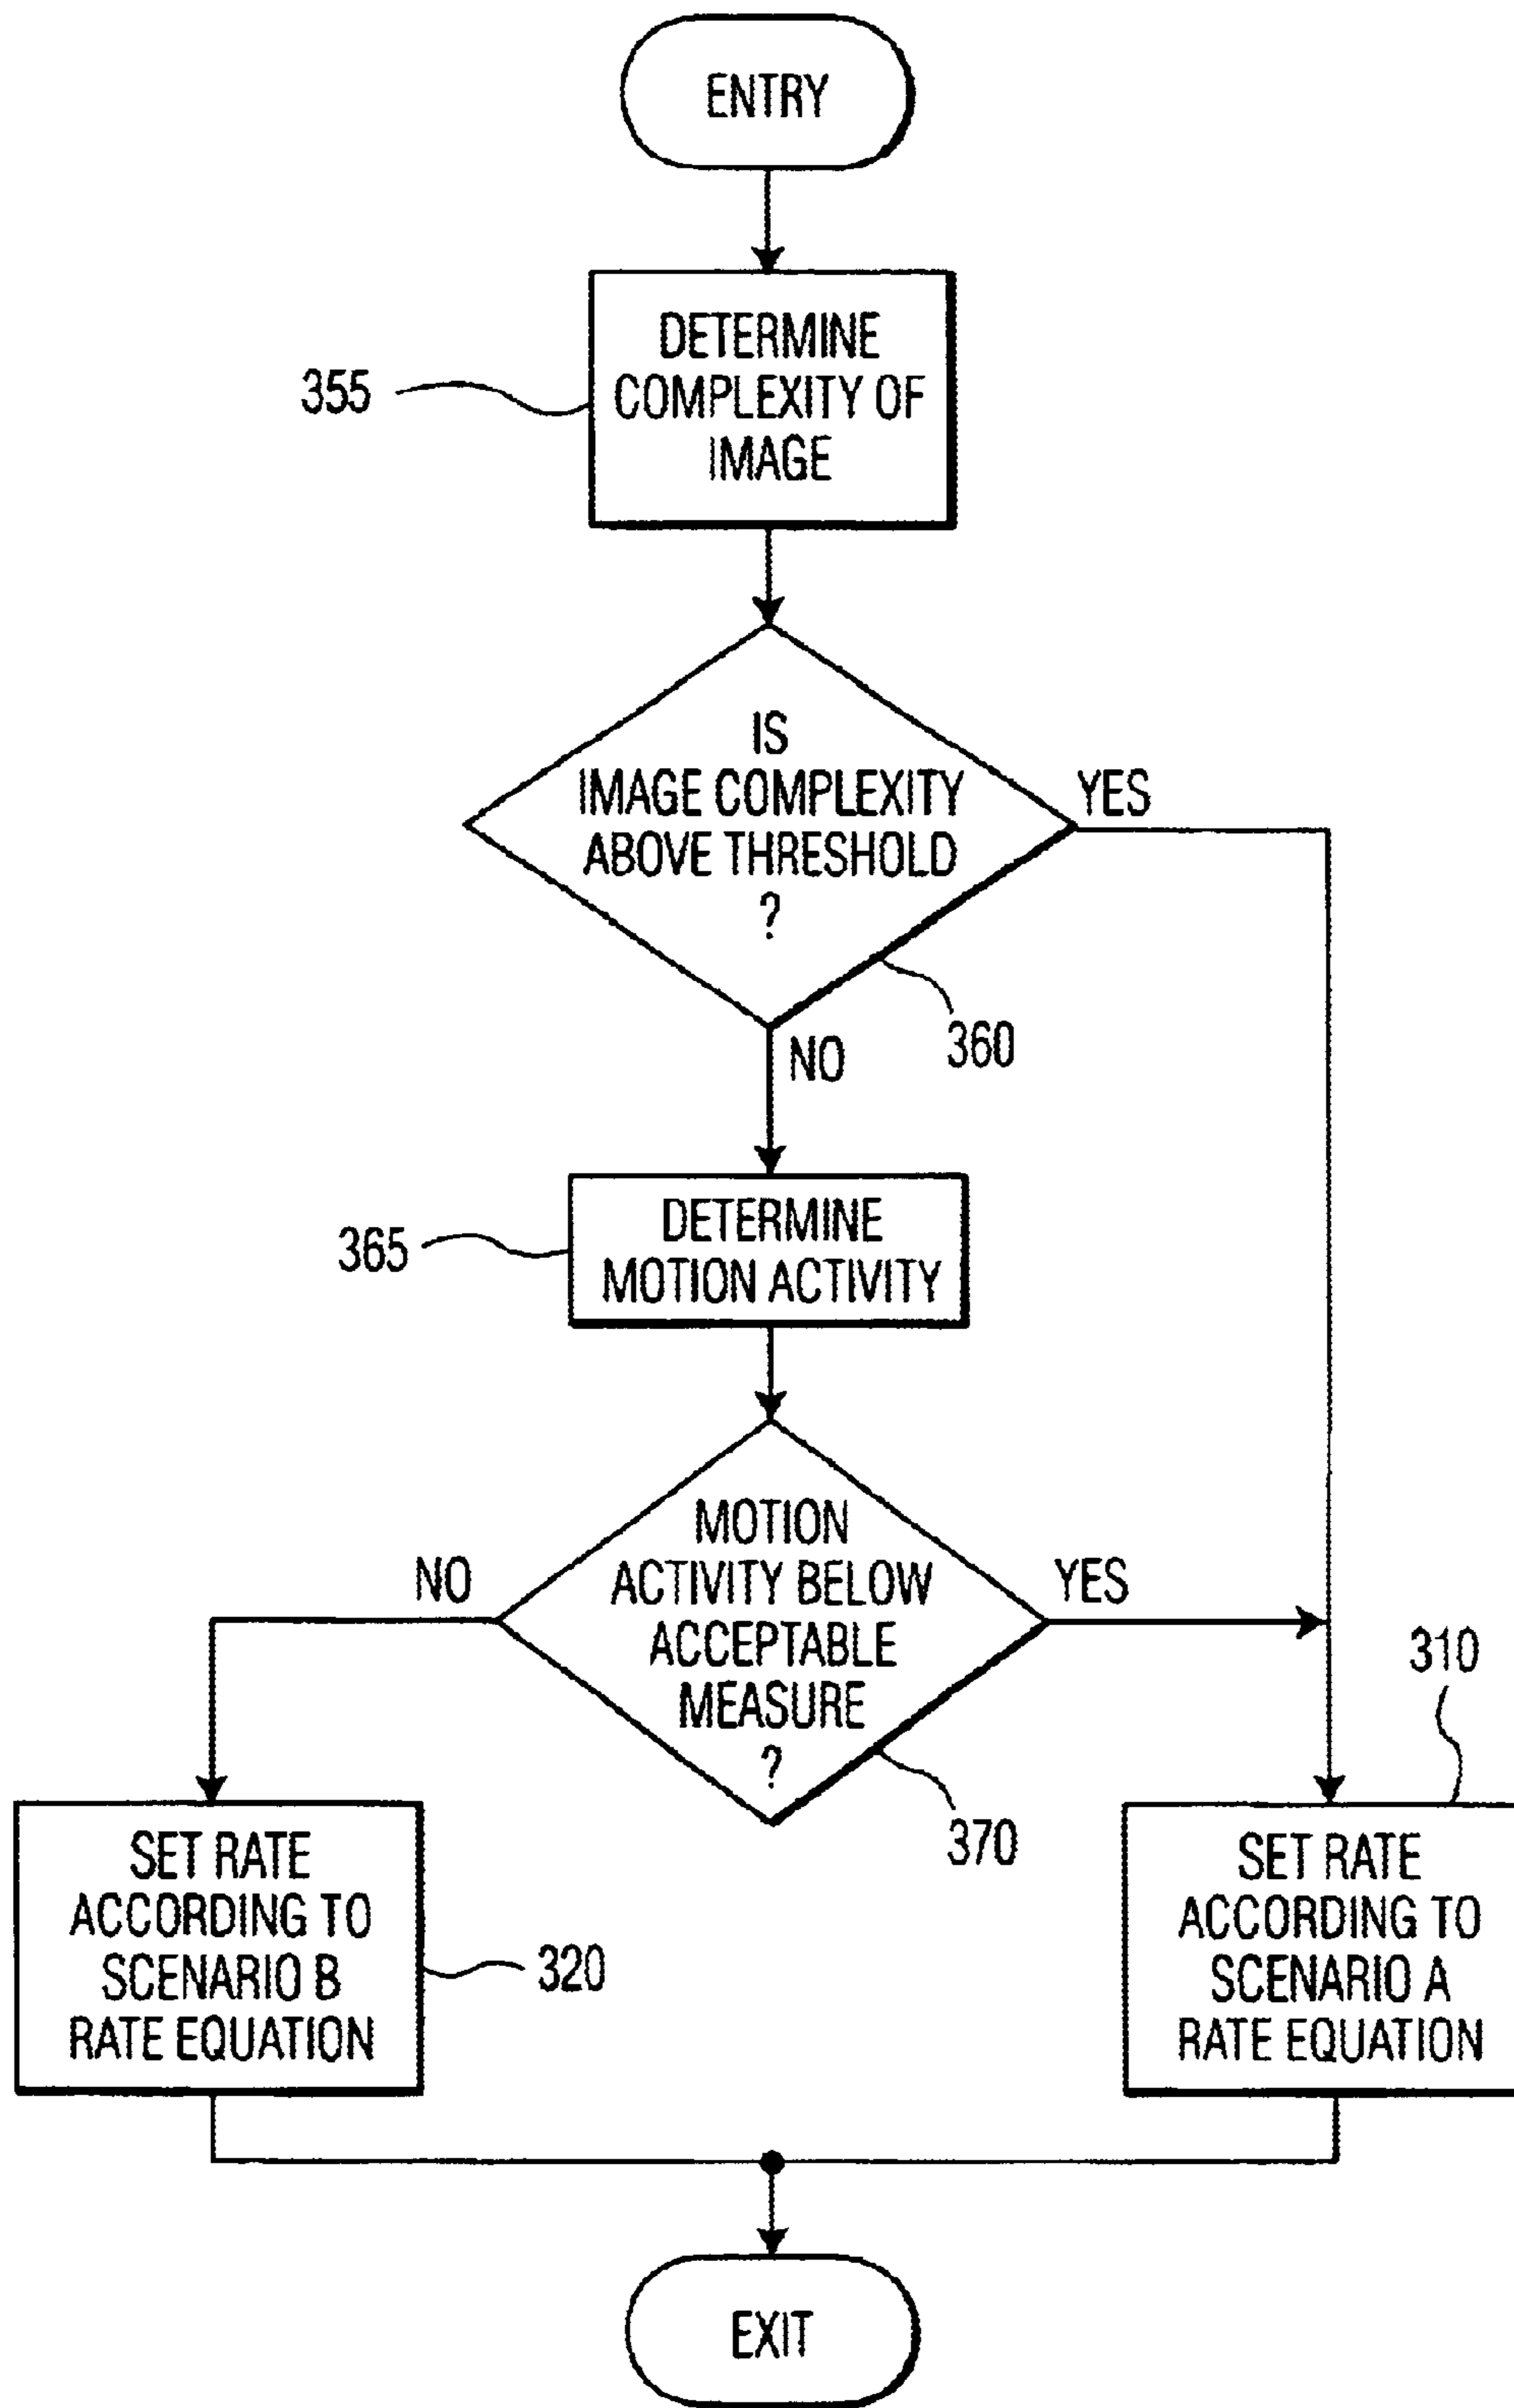 ENTRY
355
DETERMINE
COMPLEXITY OF
IMAGE
IS
IMAGE COMPLEXITY
ABOVE THRESHOLD
?
YES
360
NO
365
DETERMINE
MOTION ACTIVITY
NO
MOTION
ACTIVITY BELOW
ACCEPTABLE
MEASURE
?
YES
370
310
SET RATE
ACCORDING TO
SCENARIO B
RATE EQUATION
320
SET RATE
ACCORDING TO
SCENARIO A
RATE EQUATION
EXIT